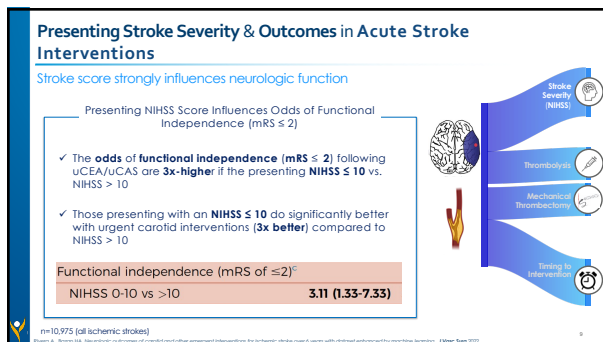 Presenting Stroke Severity & Outcomes in Acute Stroke
Interventions
Stroke score strongly influences neurologic function
Presenting NIHSS Score Influences Odds of Functional
Independence (mRS ≤ 2)
✓ The odds of functional independence (mRS ≤ 2) following
uCEA/uCAS are 3x-higher if the presenting NIHSS ≤ 10 vs.
NIHSS > 10
✓ Those presenting with an NIHSS ≤ 10 do significantly better
with urgent carotid interventions (3x better) compared to
NIHSS > 10
Functional independence (mRS of ≤2)c
NIHSS 0-10 vs >10 3.11 (1.33-7.33)
Stroke
Severity
(NIHSS)
Thrombolysis
Mechanical
Thrombectomy
Timing to
Intervention
n=10,975 (all ischemic strokes)
9